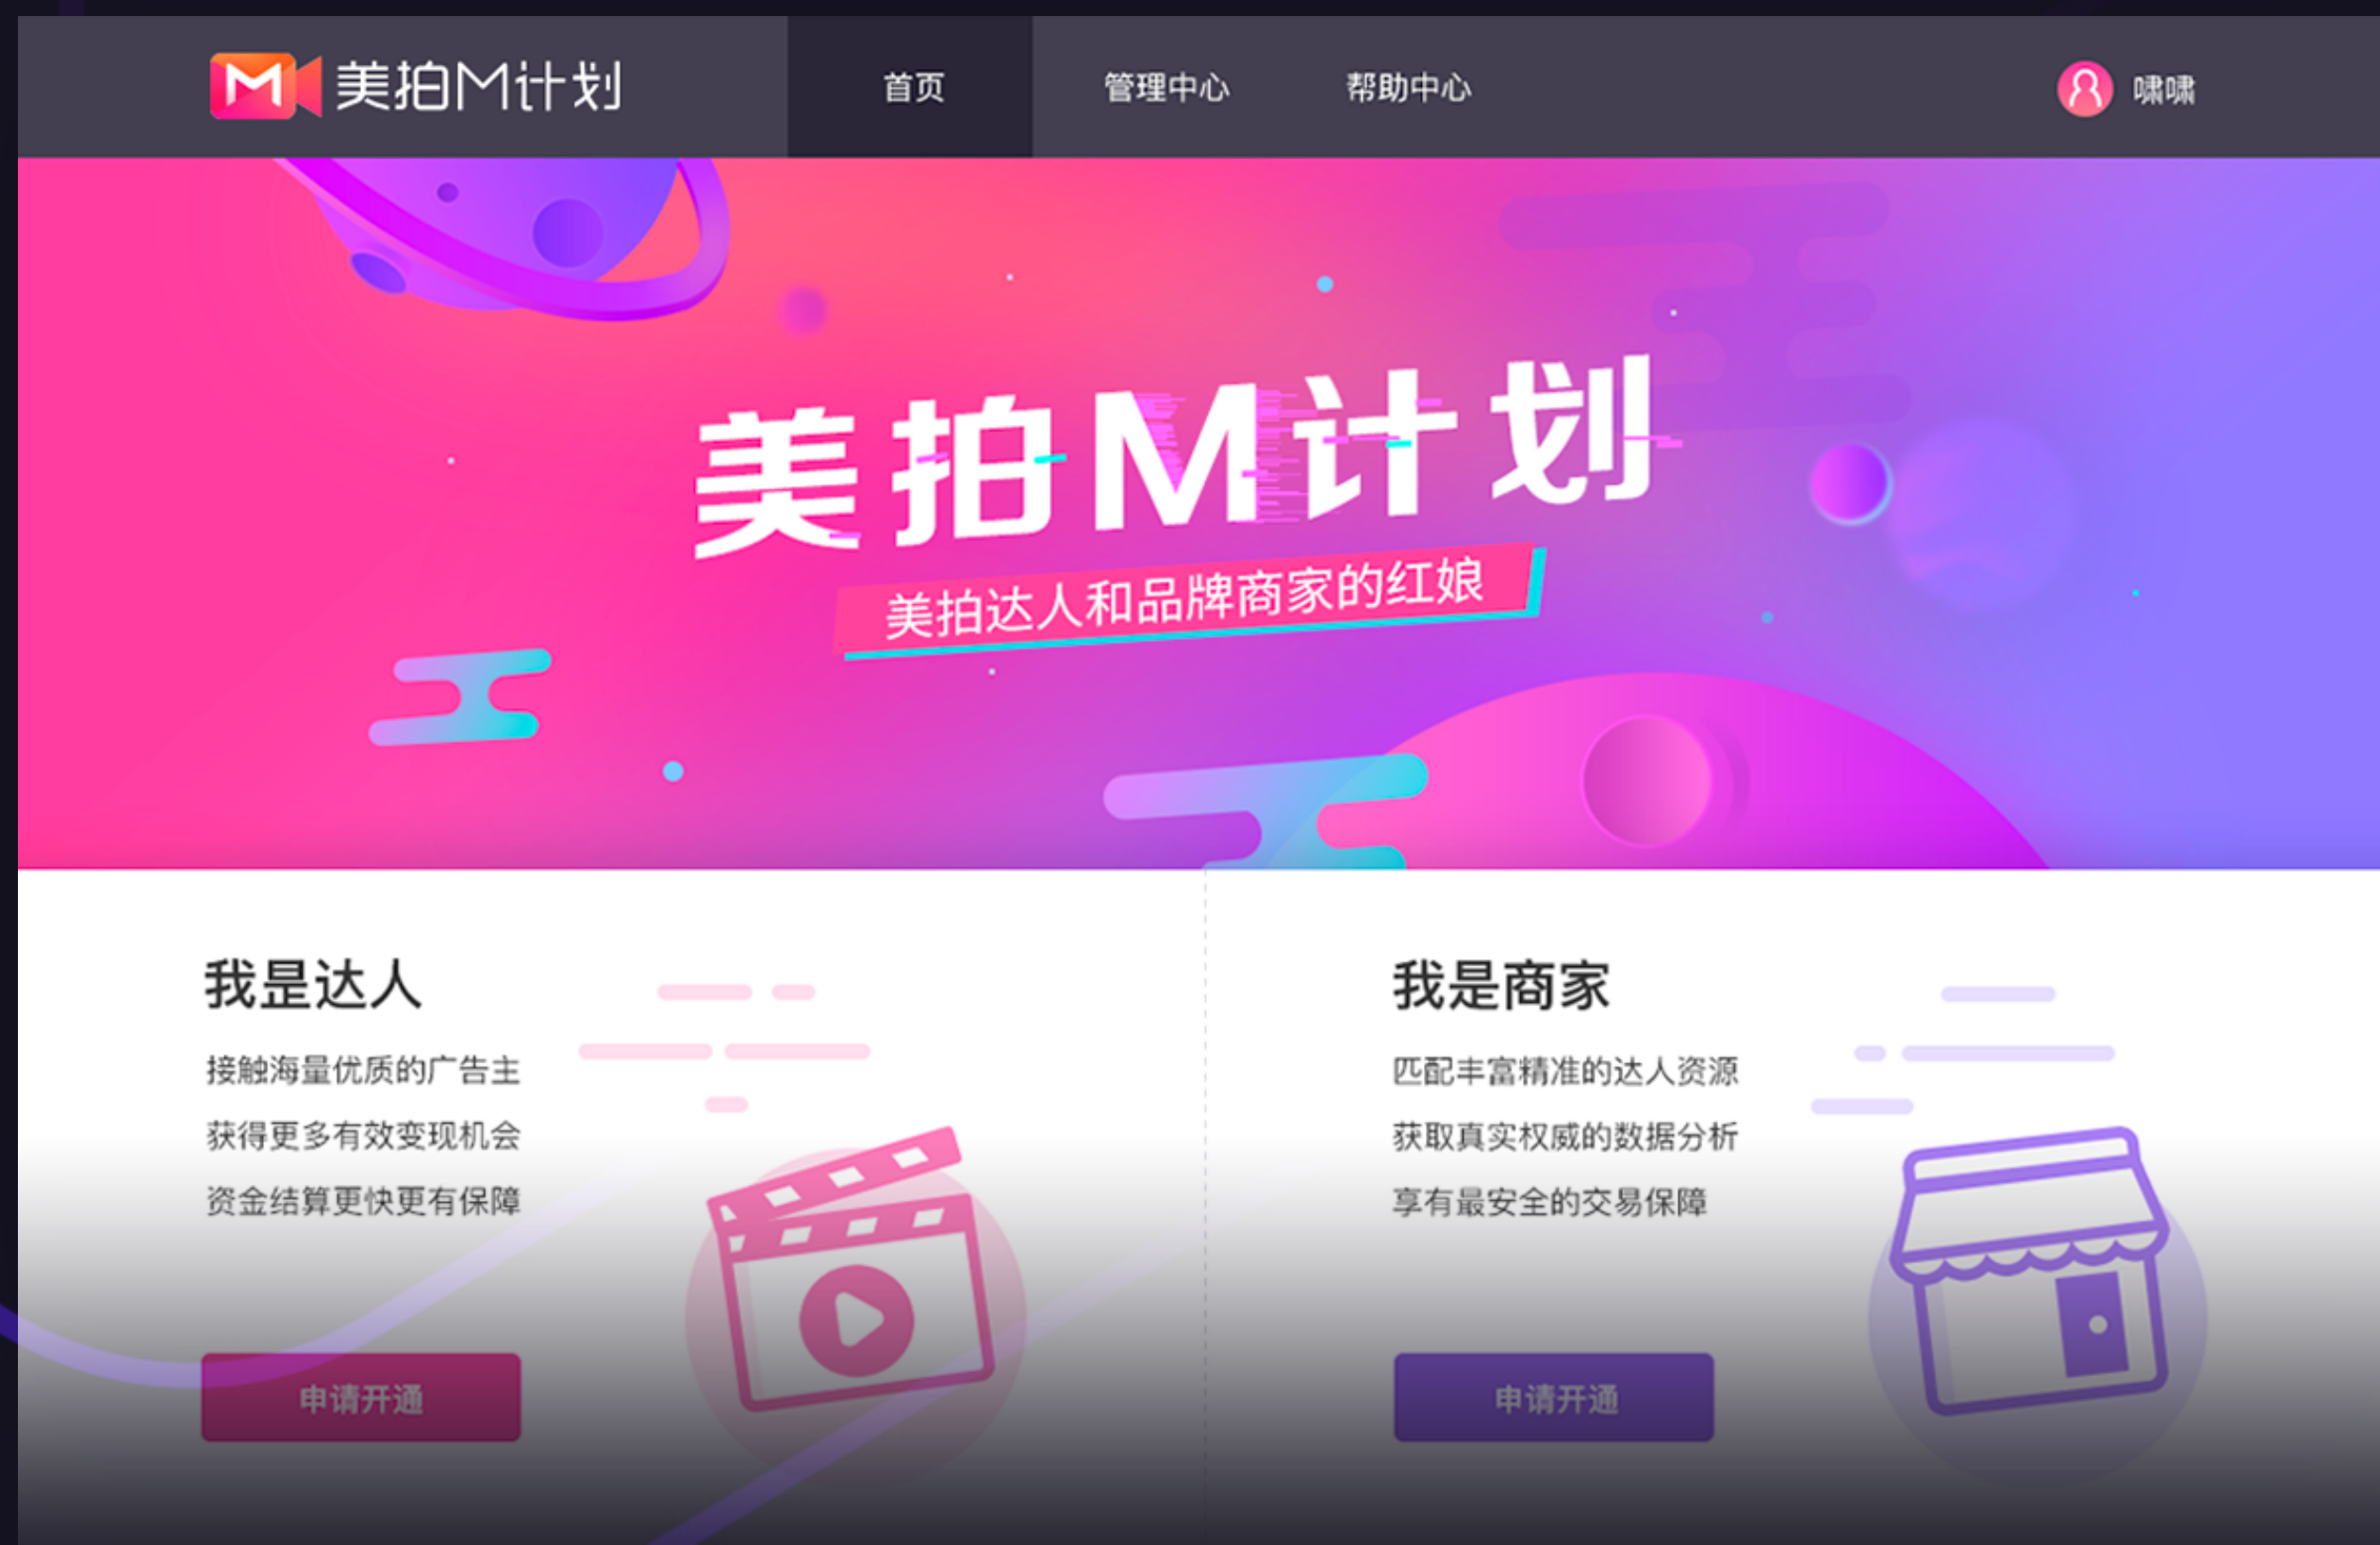 美拍M计划
首页
管理中心
帮助中心
啸啸
美拍M计划
美拍达人和品牌商家的红娘
我是达人
接触海量优质的广告主
获得更多有效变现机会
资金结算更快更有保障
申请开通
我是商家
匹配丰富精准的达人资源
获取真实权威的数据分析
享有最安全的交易保障
申请开通